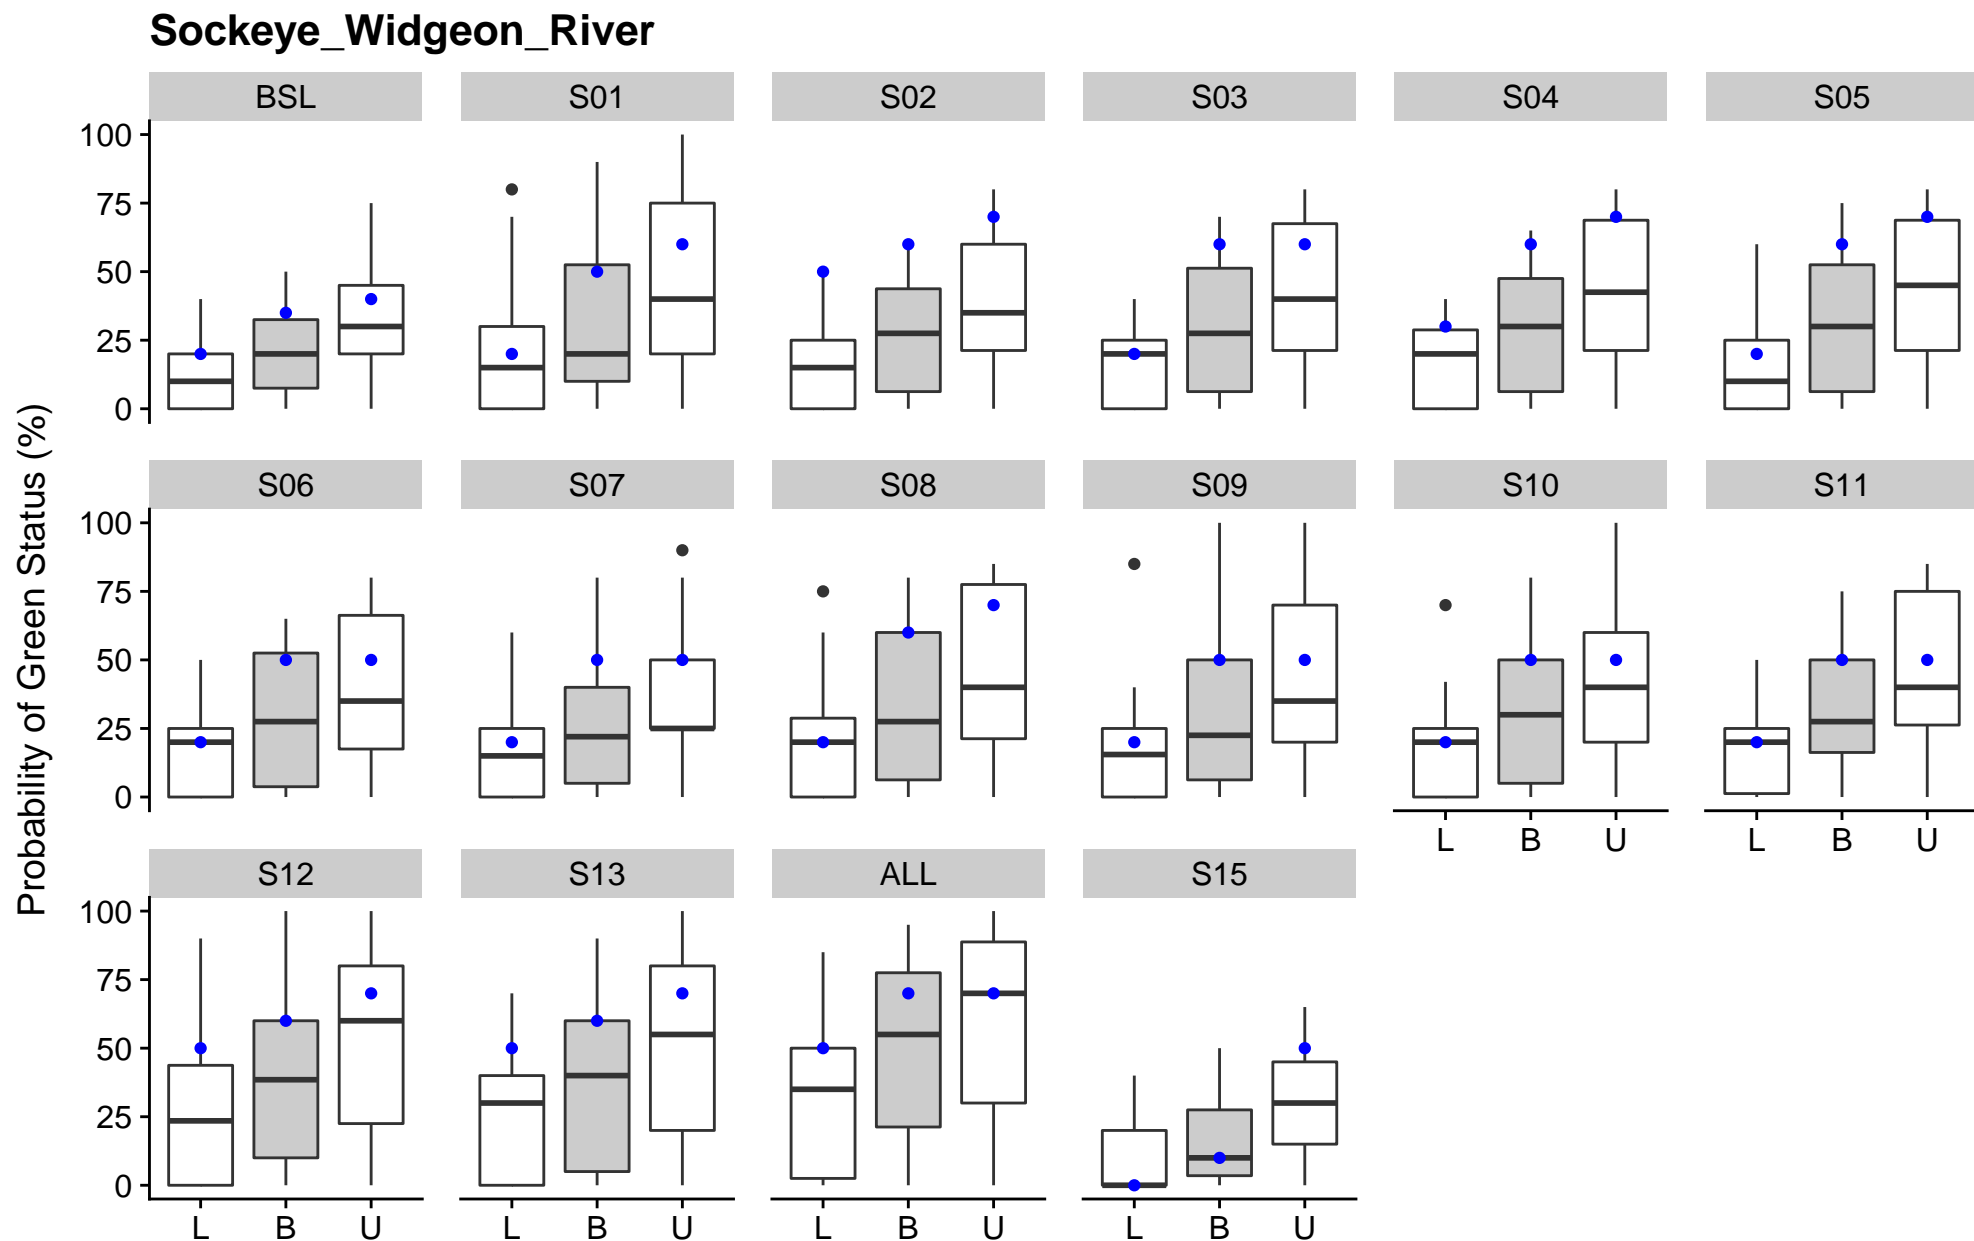 Sockeye_Widgeon_River
BSL S01 S02 S03 S04 S05
100
75
50
25
0
S06 S07 S08 S09 S10 S11
100
75
50
25
0
L B U L B U
S12 S13 ALL S15
100
75
50
25
0
L B U L B U L B U L B U
Probability of Green Status (%)